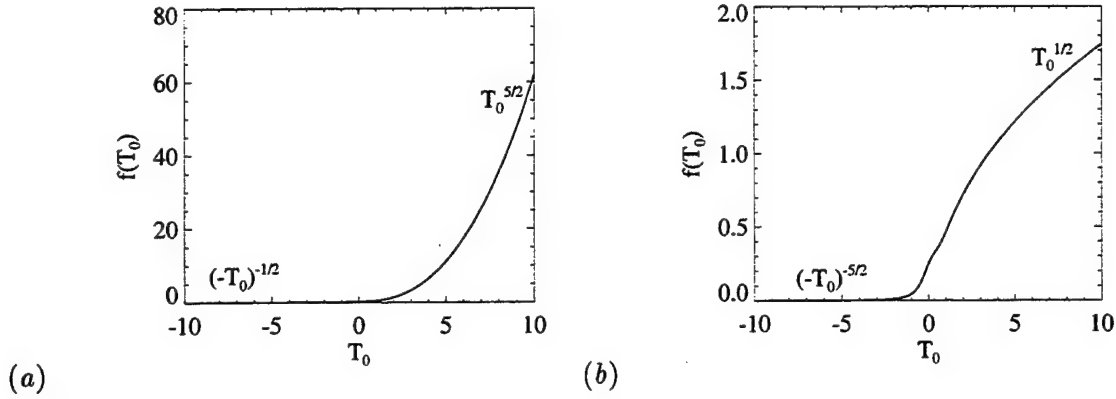 80
60
40
20
0
f(T₀)
T₀^5/2
(-T₀)^-1/2
-10 -5 0 5 10
T₀
(a)
2.0
1.5
1.0
0.5
0.0
f(T₀)
T₀^1/2
(-T₀)^-5/2
-10 -5 0 5 10
T₀
(b)